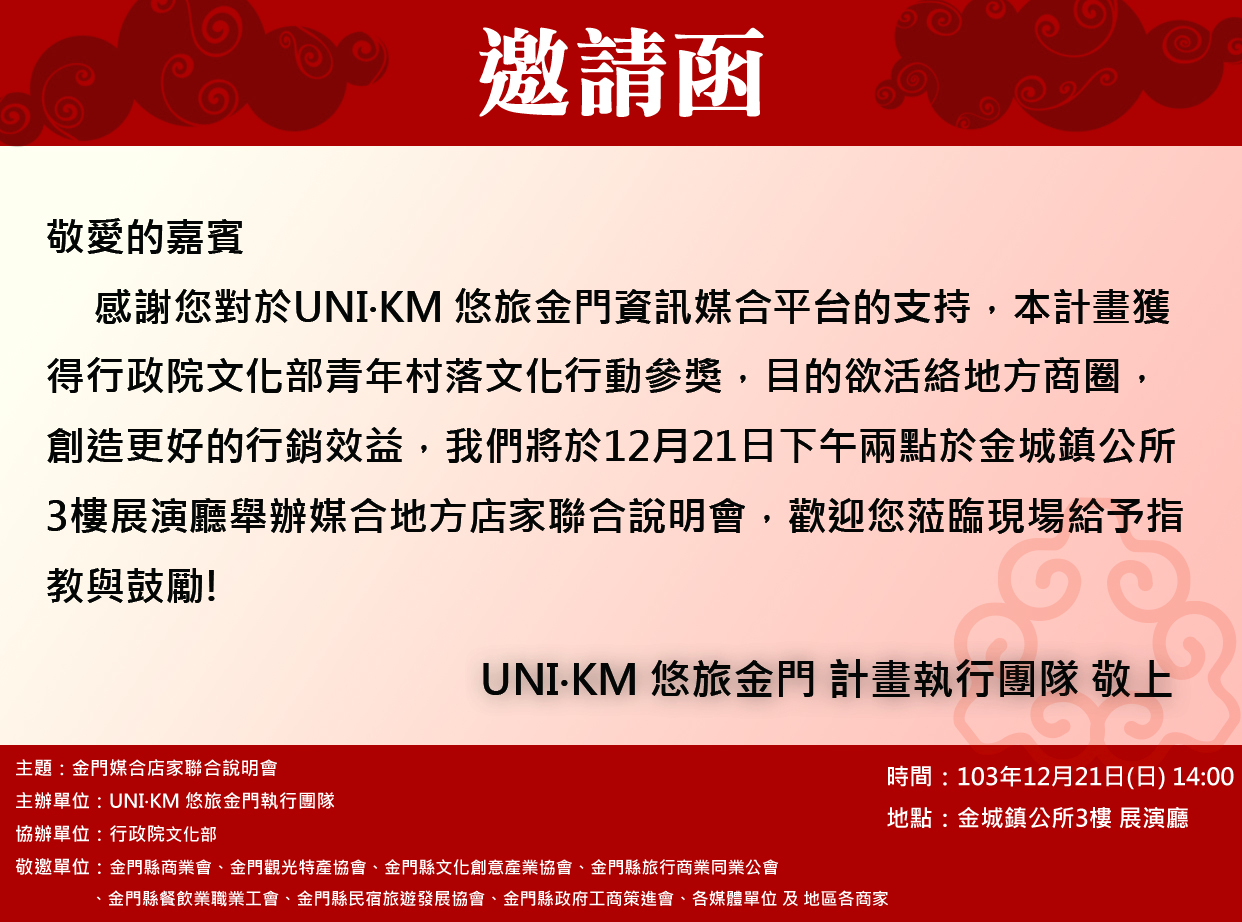 邀請函
敬愛的嘉賓
感謝您對於UNI·KM 悠旅金門資訊媒合平台的支持，本計畫獲
得行政院文化部青年村落文化行動參獎，目的欲活絡地方商圈，
創造更好的行銷效益，我們將於12月21日下午兩點於金城鎮公所
3樓展演廳舉辦媒合地方店家聯合說明會，歡迎您蒞臨現場給予指
教與鼓勵!
UNI·KM 悠旅金門 計畫執行團隊 敬上
主題：金門媒合店家聯合說明會
主辦單位：UNI·KM 悠旅金門執行團隊
協辦單位：行政院文化部
敬邀單位：金門縣商業會、金門觀光特產協會、金門縣文化創意產業協會、金門縣旅行商業同業公會
、金門縣餐飲業職業工會、金門縣民宿旅遊發展協會、金門縣政府工商策進會、各媒體單位 及 地區各商家
時間：103年12月21日(日) 14:00
地點：金城鎮公所3樓 展演廳